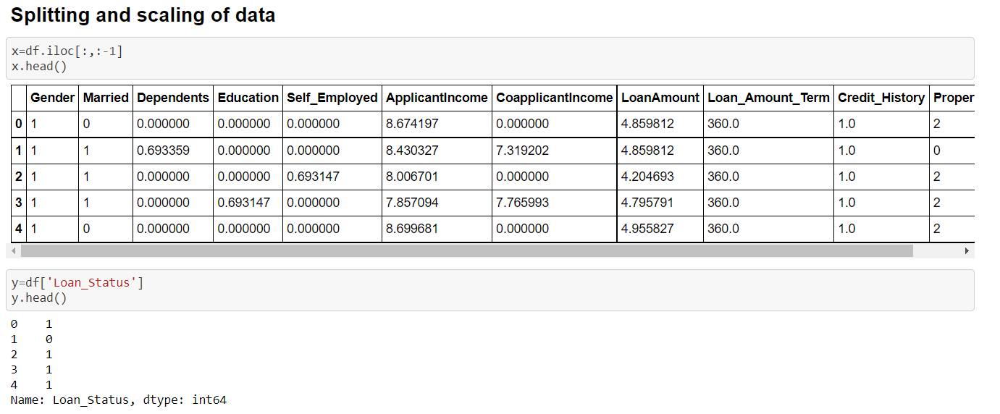 Splitting and scaling of data
x=df.iloc[:,:-1]
x.head()
Gender Married Dependents Education Self_Employed ApplicantIncome CoapplicantIncome LoanAmount Loan_Amount_Term Credit_History Proper
0 1 0 0.000000 0.000000 0.000000 8.674197 0.000000 4.859812 360.0 1.0 2
1 1 1 0.693359 0.000000 0.000000 8.430327 7.319202 4.859812 360.0 1.0 0
2 1 1 0.000000 0.000000 0.693147 8.006701 0.000000 4.204693 360.0 1.0 2
3 1 1 0.000000 0.693147 0.000000 7.857094 7.765993 4.795791 360.0 1.0 2
4 1 0 0.000000 0.000000 0.000000 8.699681 0.000000 4.955827 360.0 1.0 2
y=df['Loan_Status']
y.head()
0 1
1 0
2 1
3 1
4 1
Name: Loan_Status, dtype: int64